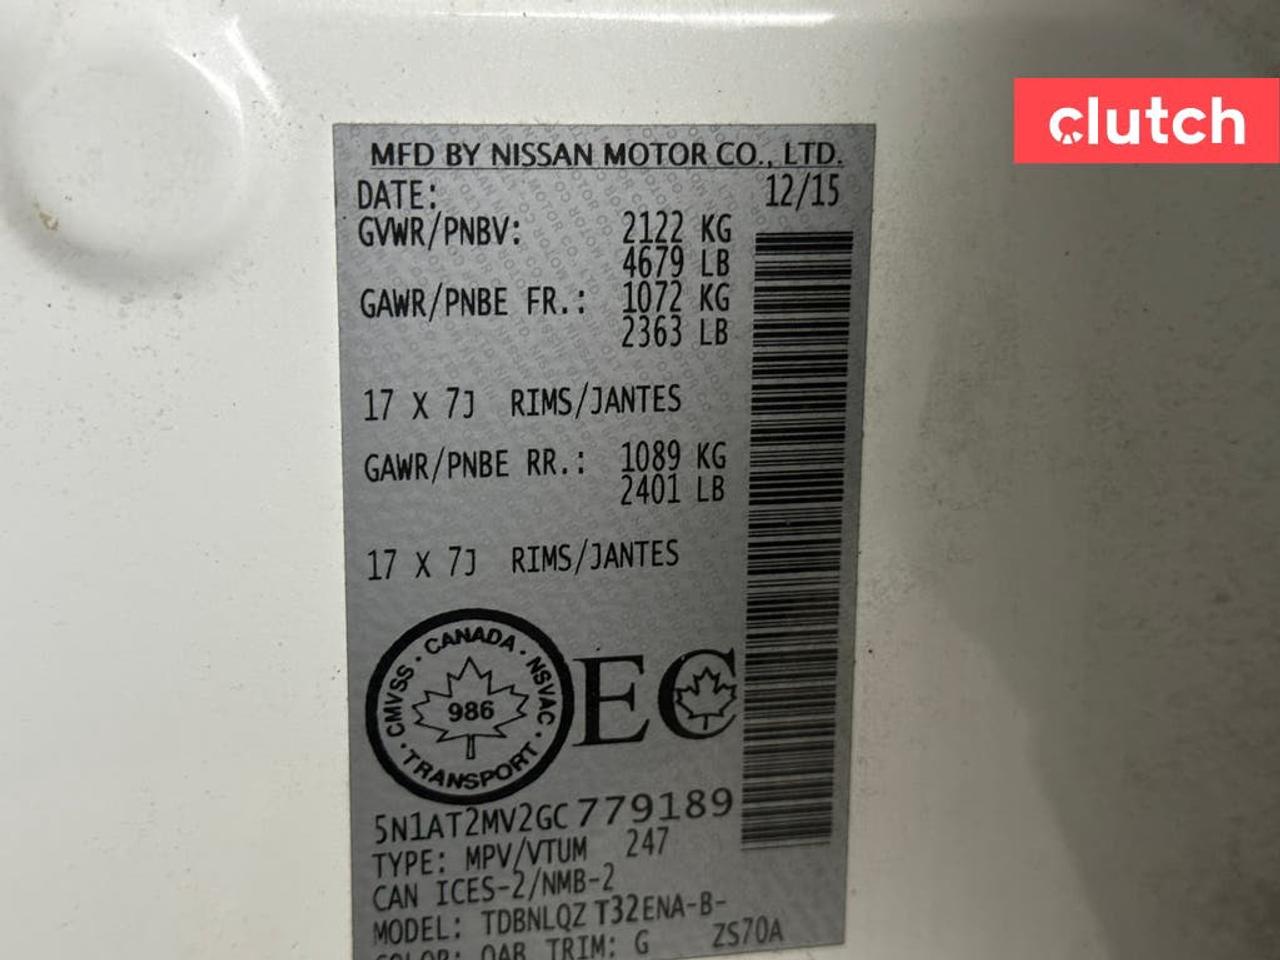 clutch
MFD BY NISSAN MOTOR CO., LTD.
DATE: 12/15
GVWR/PNBV: 2122 KG
4679 LB
GAWR/PNBE FR.: 1072 KG
2363 LB
17 X 7J RIMS/JANTES
GAWR/PNBE RR.: 1089 KG
2401 LB
17 X 7J RIMS/JANTES
CMVSS · CANADA · NSVAC · TRANSPORT ·
986
EC
5N1AT2MV2GC779189
TYPE: MPV/VTUM 247
CAN ICES-2/NMB-2
MODEL: TDBNLQZ T32ENA-B-
COLOR: QAB TRIM: G ZS70A